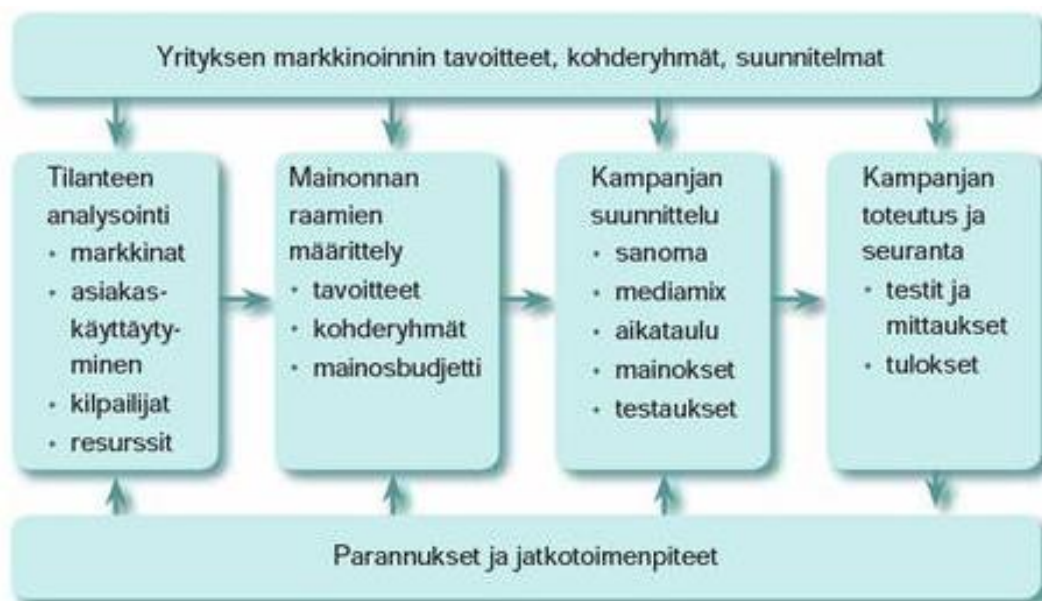 Yrityksen markkinoinnin tavoitteet, kohderyhmät, suunnitelmat
Tilanteen
analysointi
• markkinat
• asiakas-
käyttäyty-
minen
• kilpailijat
• resurssit
Mainonnan
raamien
määrittely
• tavoitteet
• kohderyhmät
• mainosbudjetti
Kampanjan
suunnittelu
• sanoma
• mediamix
• aikataulu
• mainokset
• testaukset
Kampanjan
toteutus ja
seuranta
• testit ja
mittaukset
• tulokset
Parannukset ja jatkotoimenpiteet